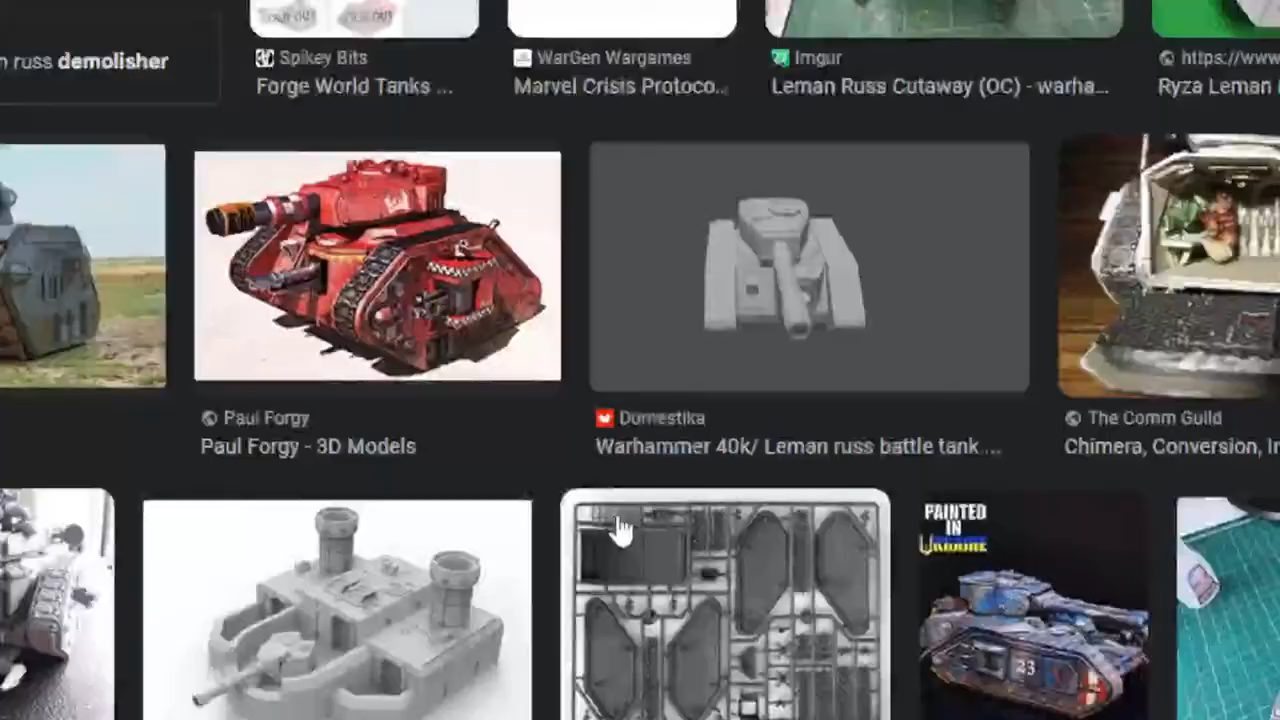 n russ demolisher
Spikey Bits
Forge World Tanks ...
WarGen Wargames
Marvel Crisis Protoco...
Imgur
Leman Russ Cutaway (OC) - warha...
https://www
Ryza Leman
Paul Forgy
Paul Forgy - 3D Models
Domestika
Warhammer 40k/ Leman russ battle tank ...
The Comm Guild
Chimera, Conversion, I
PAINTED
IN
UKRAINE
23